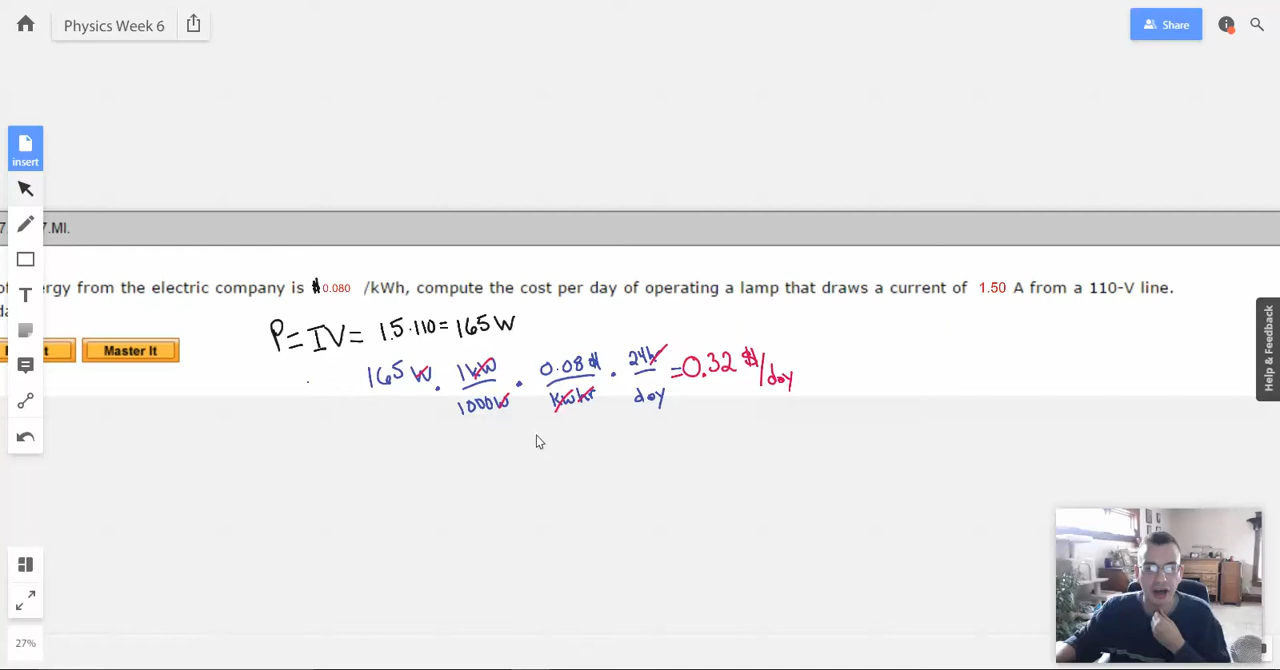 Physics Week 6
Share
insert
7.MI.
ergy from the electric company is $0.080 /kWh, compute the cost per day of operating a lamp that draws a current of 1.50 A from a 110-V line.
Master It
P = IV = 1.5·110 = 165 W
165 W · 1kW/1000W · 0.08$/kWhr · 24h/day = 0.32 $/day
T
Help & Feedback
27%